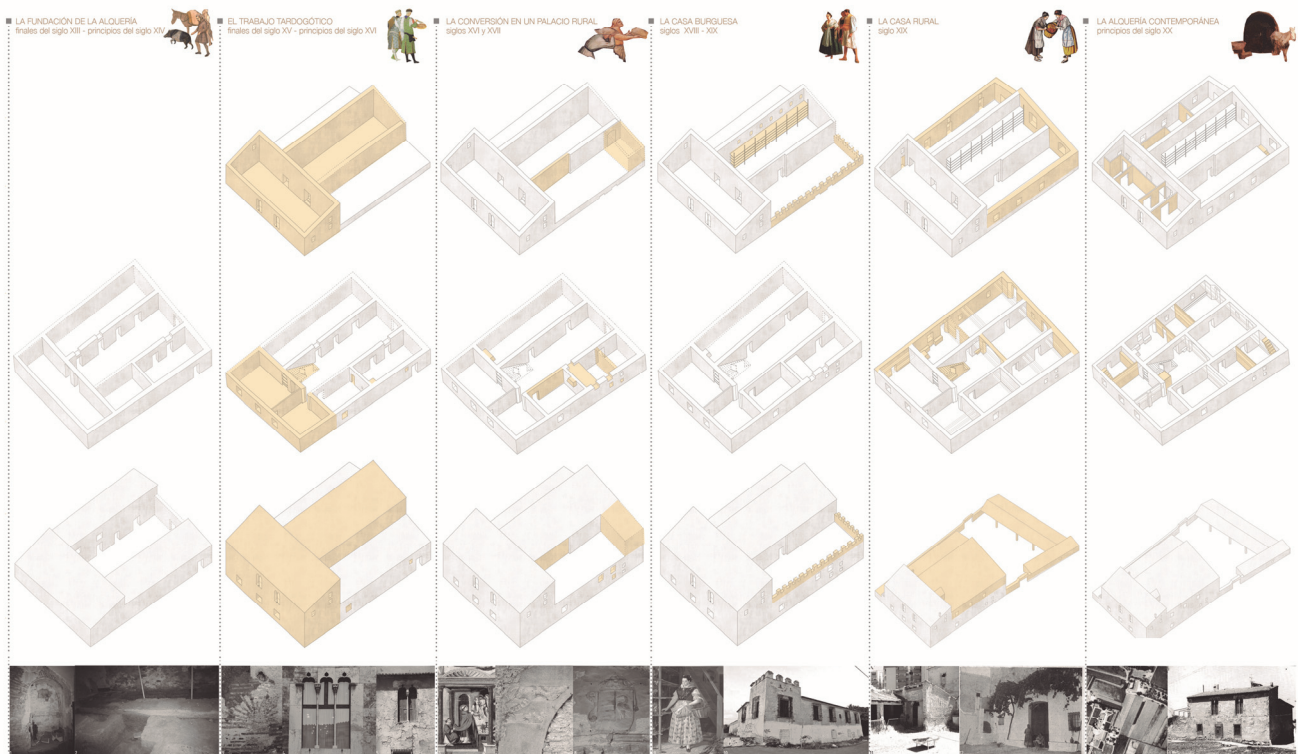 LA FUNDACIÓN DE LA ALQUERÍA
finales del siglo XIII - principios del siglo XIV
EL TRABAJO TARDOGÓTICO
finales del siglo XV - principios del siglo XVI
LA CONVERSIÓN EN UN PALACIO RURAL
siglos XVI y XVII
LA CASA BURGUESA
siglos XVIII - XIX
LA CASA RURAL
siglo XIX
LA ALQUERÍA CONTEMPORÁNEA
principios del siglo XX